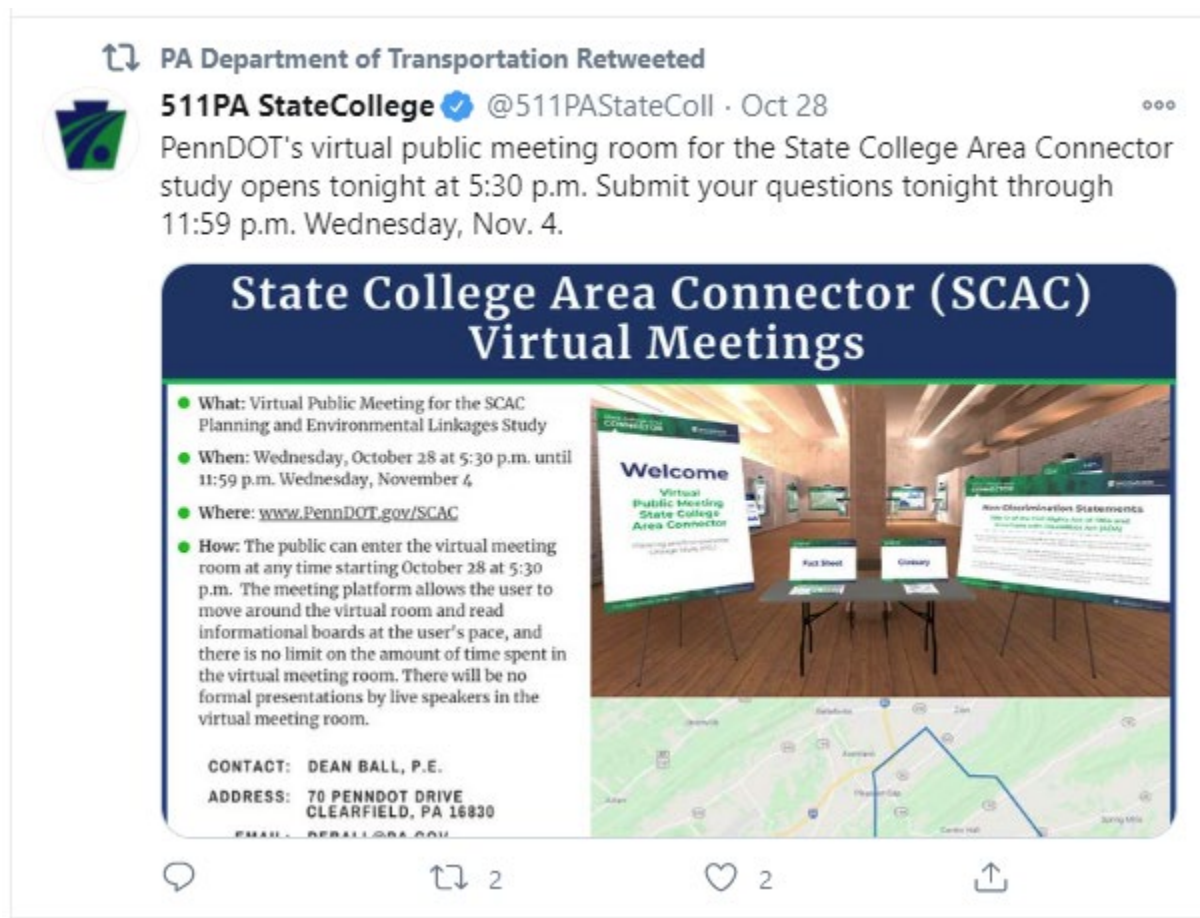 PA Department of Transportation Retweeted
511PA StateCollege @511PAStateColl · Oct 28
PennDOT's virtual public meeting room for the State College Area Connector
study opens tonight at 5:30 p.m. Submit your questions tonight through
11:59 p.m. Wednesday, Nov. 4.
State College Area Connector (SCAC)
Virtual Meetings
What: Virtual Public Meeting for the SCAC
Planning and Environmental Linkages Study
When: Wednesday, October 28 at 5:30 p.m. until
11:59 p.m. Wednesday, November 4
Where: www.PennDOT.gov/SCAC
How: The public can enter the virtual meeting
room at any time starting October 28 at 5:30
p.m. The meeting platform allows the user to
move around the virtual room and read
informational boards at the user's pace, and
there is no limit on the amount of time spent in
the virtual meeting room. There will be no
formal presentations by live speakers in the
virtual meeting room.
CONTACT: DEAN BALL, P.E.
ADDRESS: 70 PENNDOT DRIVE
CLEARFIELD, PA 16830
CONNECTOR
Welcome
Virtual
Public Meeting
State College
Area Connector
Fact Sheet
Glossary
Non-Discrimination Statements
Pleasant Gap
Centre Hall
Spring Mills
Zion
2
2